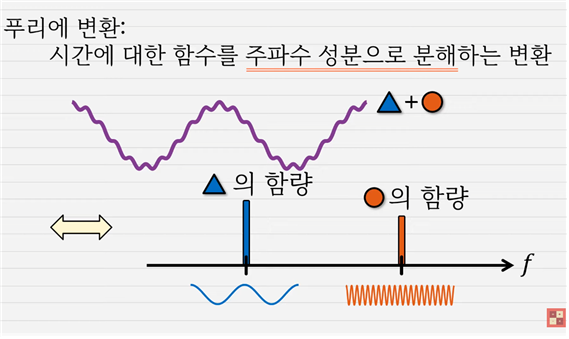 푸리에 변환:
시간에 대한 함수를 주파수 성분으로 분해하는 변환
+
의 함량
의 함량
f